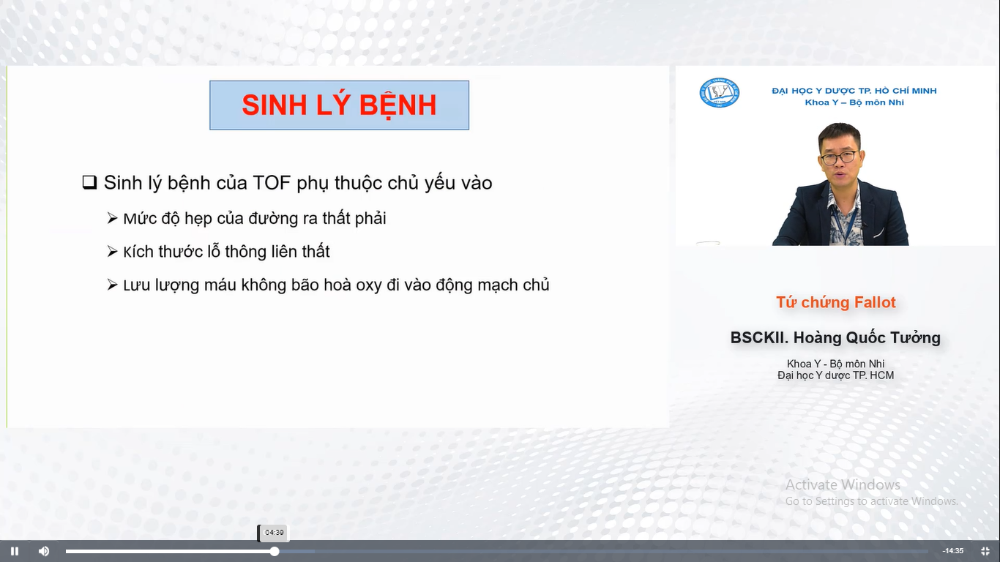 SINH LÝ BỆNH
Sinh lý bệnh của TOF phụ thuộc chủ yếu vào
Mức độ hẹp của đường ra thất phải
Kích thước lỗ thông liên thất
Lưu lượng máu không bão hoà oxy đi vào động mạch chủ
ĐẠI HỌC Y DƯỢC TP. HỒ CHÍ MINH
Khoa Y – Bộ môn Nhi
Tứ chứng Fallot
BSCKII. Hoàng Quốc Tưởng
Khoa Y - Bộ môn Nhi
Đại học Y dược TP. HCM
Activate Windows
Go to Settings to activate Windows.
04:39
-14:35